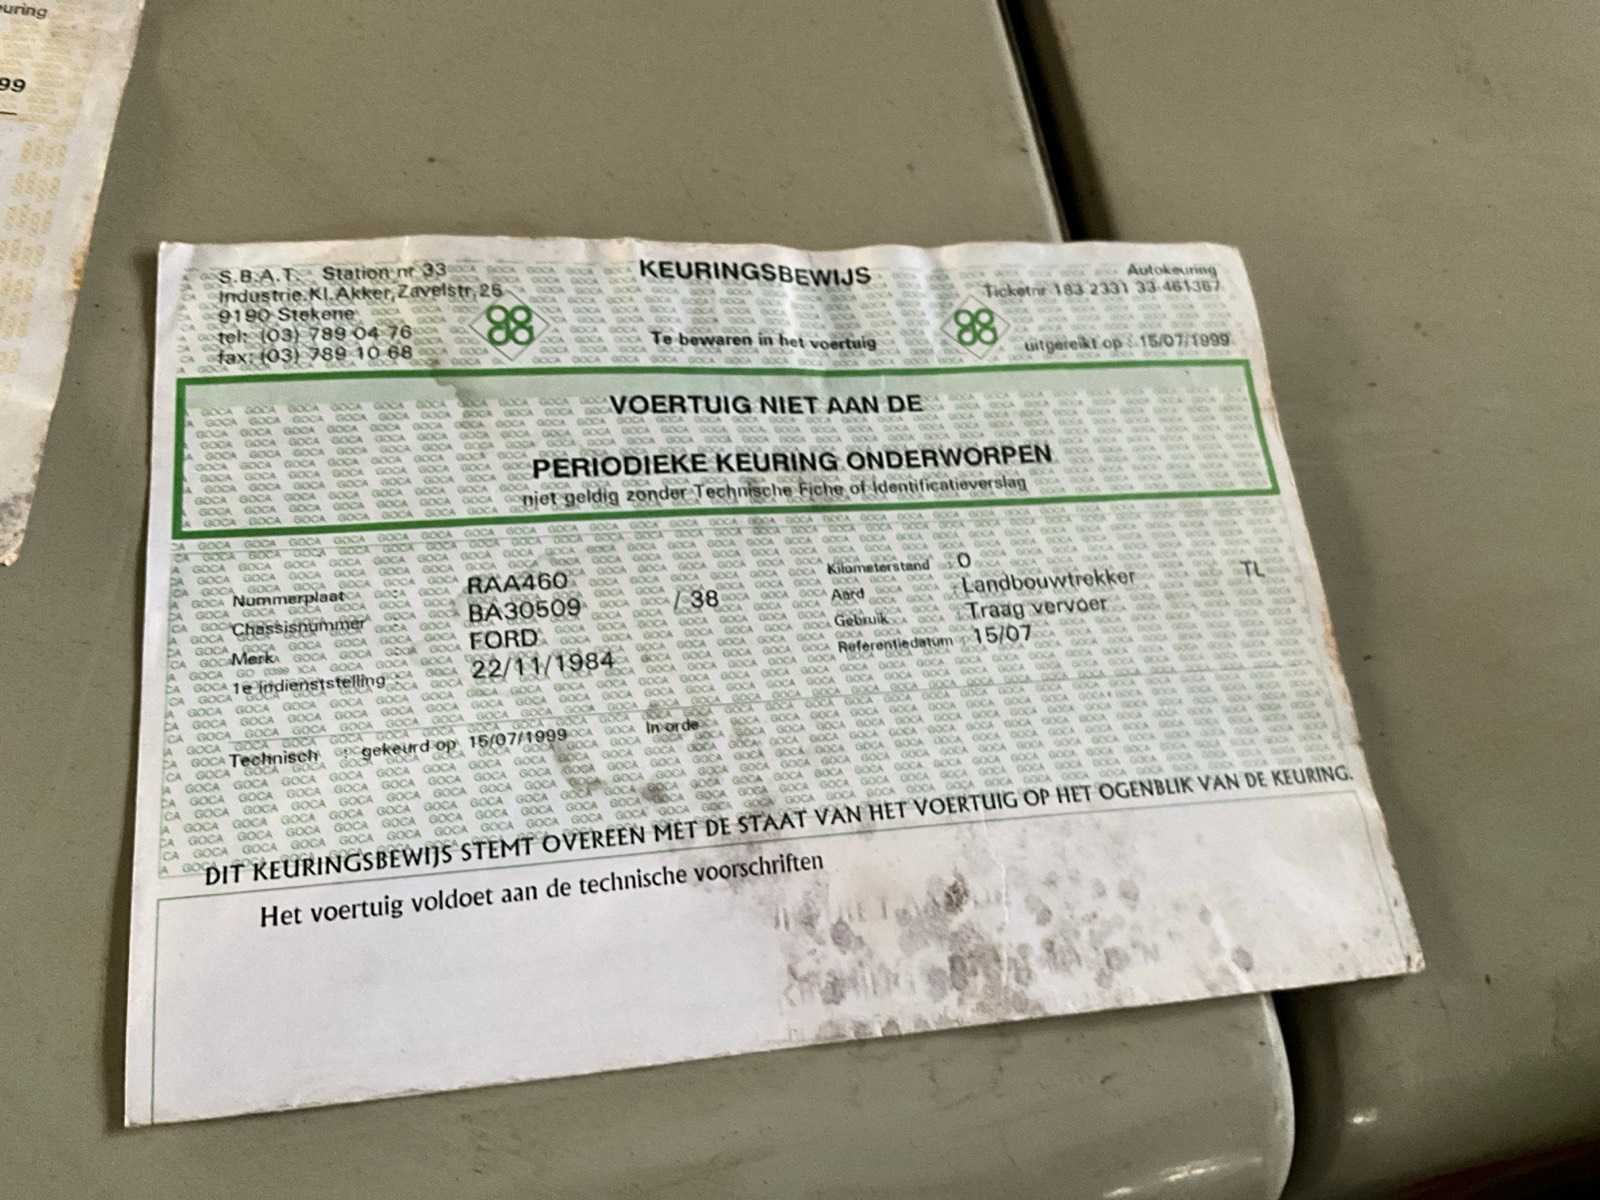 uring
99
S.B.A.T. Station nr 33
Industrie.Kl.Akker,Zavelstr,26
9190 Stekene
tel: (03) 789 04 76
fax: (03) 789 10 68
KEURINGSBEWIJS
Te bewaren in het voertuig
Autokeuring
Ticketnr 183 2331 33 461367
uitgereikt op : 15/07/1999
VOERTUIG NIET AAN DE
PERIODIEKE KEURING ONDERWORPEN
niet geldig zonder Technische Fiche of Identificatieverslag
Nummerplaat : RAA460
Chassisnummer : BA30509 / 38
Merk : FORD
1e indienststelling : 22/11/1984
Kilometerstand : 0
Aard : Landbouwtrekker TL
Gebruik : Traag vervoer
Referentiedatum : 15/07
Technisch : gekeurd op 15/07/1999 In orde
DIT KEURINGSBEWIJS STEMT OVEREEN MET DE STAAT VAN HET VOERTUIG OP HET OGENBLIK VAN DE KEURING.
Het voertuig voldoet aan de technische voorschriften